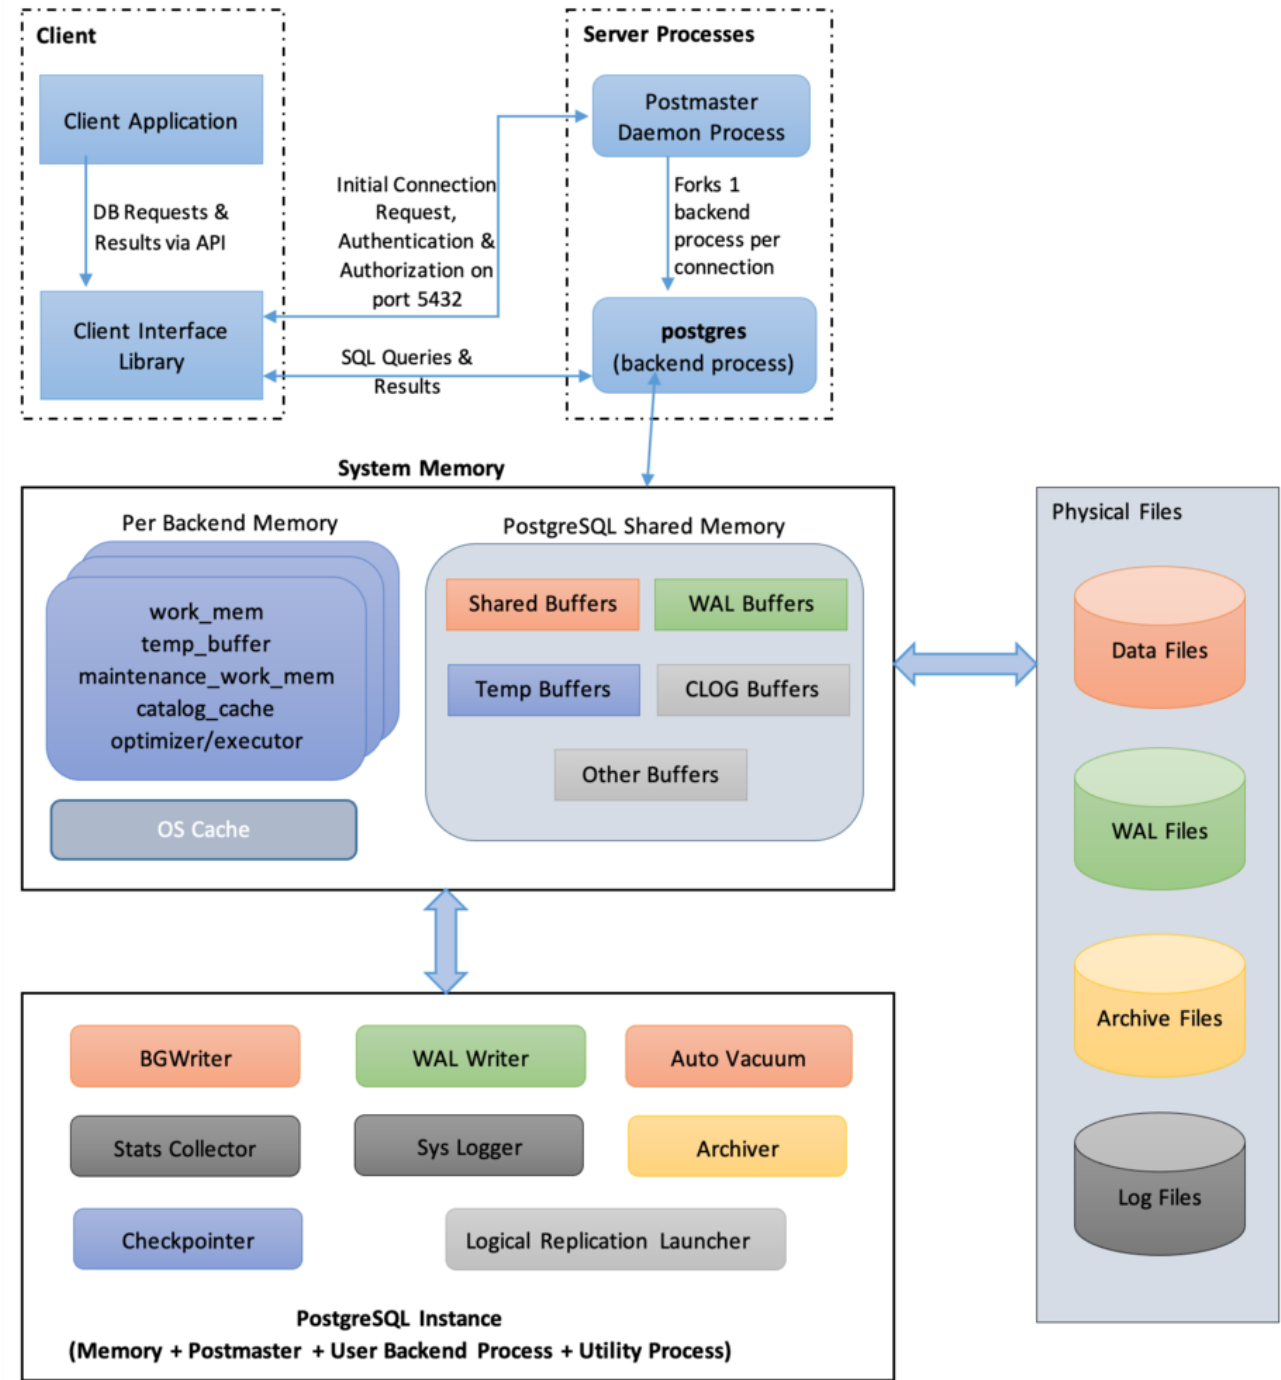 Client
Client Application
DB Requests &
Results via API
Client Interface
Library
Initial Connection
Request,
Authentication &
Authorization on
port 5432
SQL Queries &
Results
Server Processes
Postmaster
Daemon Process
Forks 1
backend
process per
connection
postgres
(backend process)
System Memory
Per Backend Memory
work_mem
temp_buffer
maintenance_work_mem
catalog_cache
optimizer/executor
OS Cache
PostgreSQL Shared Memory
Shared Buffers
WAL Buffers
Temp Buffers
CLOG Buffers
Other Buffers
Physical Files
Data Files
WAL Files
Archive Files
Log Files
BGWriter
WAL Writer
Auto Vacuum
Stats Collector
Sys Logger
Archiver
Checkpointer
Logical Replication Launcher
PostgreSQL Instance
(Memory + Postmaster + User Backend Process + Utility Process)